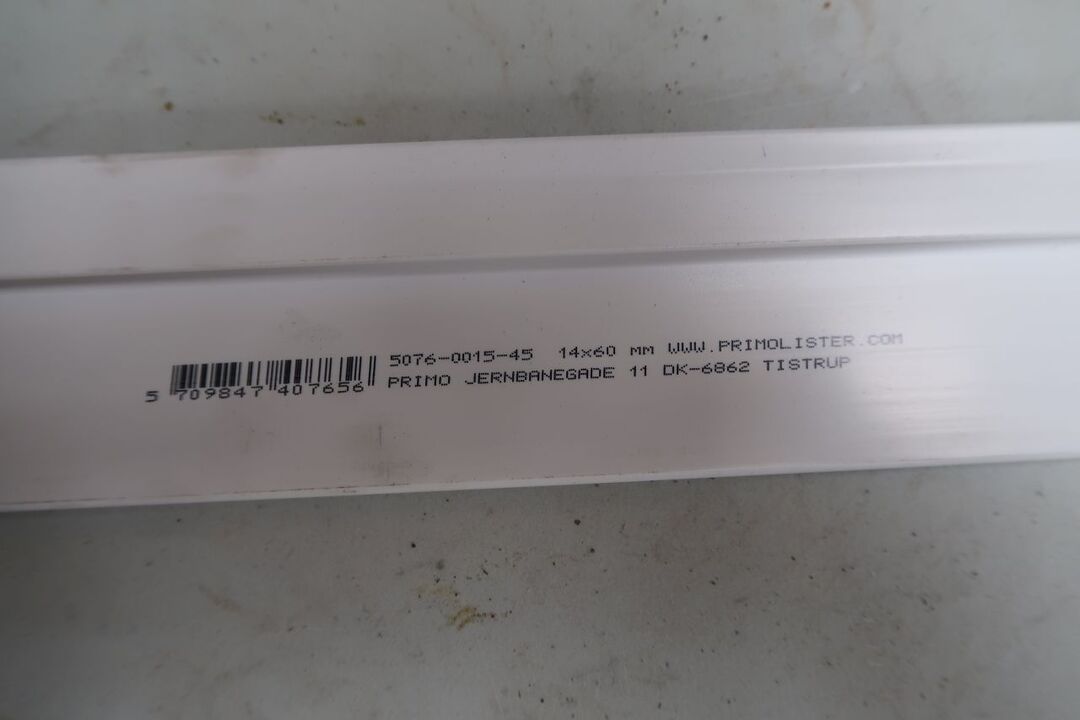 5076-0015-45 14x60 MM WWW.PRIMOLISTER.COM
PRIMO JERNBANEGADE 11 DK-6862 TISTRUP
5 709847 407656